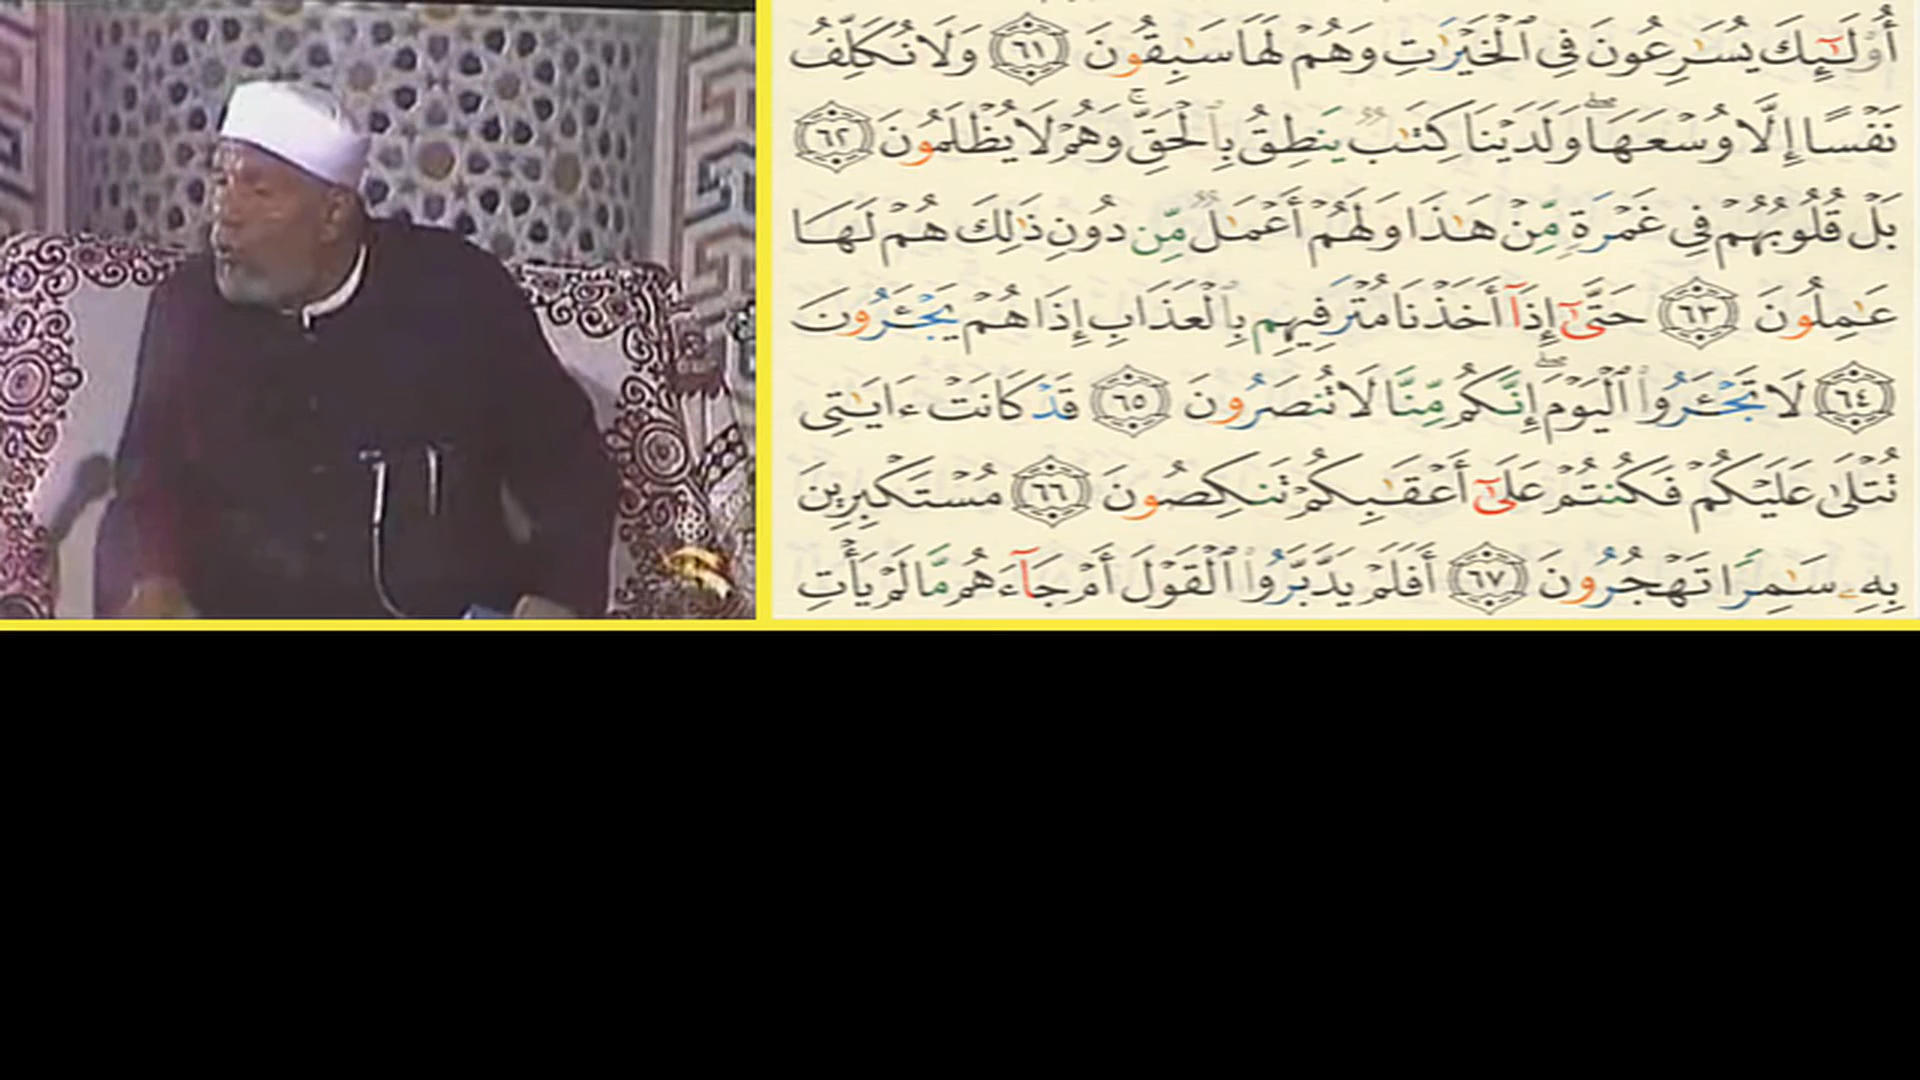 أُوْلَـٰٓئِكَ يُسَـٰرِعُونَ فِى ٱلْخَيْرَٰتِ وَهُمْ لَهَا سَـٰبِقُونَ ٦١ وَلَا نُكَلِّفُ
نَفْسًا إِلَّا وُسْعَهَا ۖ وَلَدَيْنَا كِتَـٰبٌ يَنطِقُ بِٱلْحَقِّ ۚ وَهُمْ لَا يُظْلَمُونَ ٦٢
بَلْ قُلُوبُهُمْ فِى غَمْرَةٍ مِّنْ هَـٰذَا وَلَهُمْ أَعْمَـٰلٌ مِّن دُونِ ذَٰلِكَ هُمْ لَهَا
عَـٰمِلُونَ ٦٣ حَتَّىٰٓ إِذَآ أَخَذْنَا مُتْرَفِيهِم بِٱلْعَذَابِ إِذَا هُمْ يَجْـَٔرُونَ
٦٤ لَا تَجْـَٔرُوا۟ ٱلْيَوْمَ ۖ إِنَّكُم مِّنَّا لَا تُنصَرُونَ ٦٥ قَدْ كَانَتْ ءَايَـٰتِى
تُتْلَىٰ عَلَيْكُمْ فَكُنتُمْ عَلَىٰٓ أَعْقَـٰبِكُمْ تَنكِصُونَ ٦٦ مُسْتَكْبِرِينَ
بِهِۦ سَـٰمِرًا تَهْجُرُونَ ٦٧ أَفَلَمْ يَدَّبَّرُوا۟ ٱلْقَوْلَ أَمْ جَآءَهُم مَّا لَمْ يَأْتِ